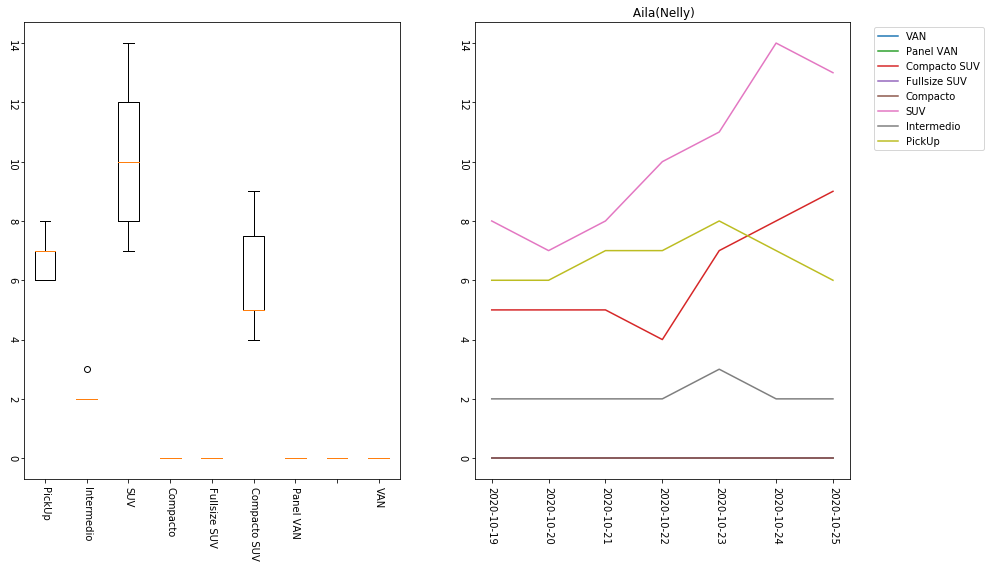 14
12
10
8
6
4
2
0
PickUp
Intermedio
SUV
Compacto
Fullsize SUV
Compacto SUV
Panel VAN
VAN
Aila(Nelly)
14
12
10
8
6
4
2
0
2020-10-19
2020-10-20
2020-10-21
2020-10-22
2020-10-23
2020-10-24
2020-10-25
VAN
Panel VAN
Compacto SUV
Fullsize SUV
Compacto
SUV
Intermedio
PickUp